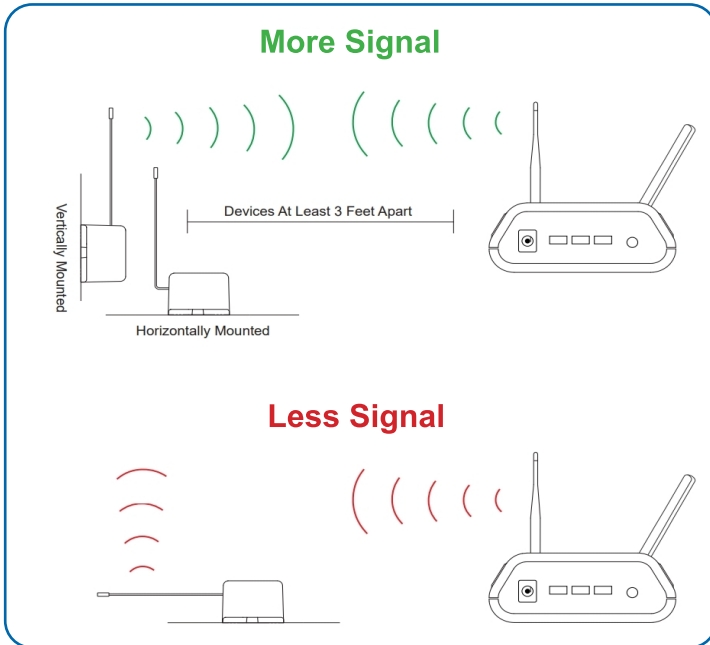 More Signal
Devices At Least 3 Feet Apart
Vertically Mounted
Horizontally Mounted
Less Signal